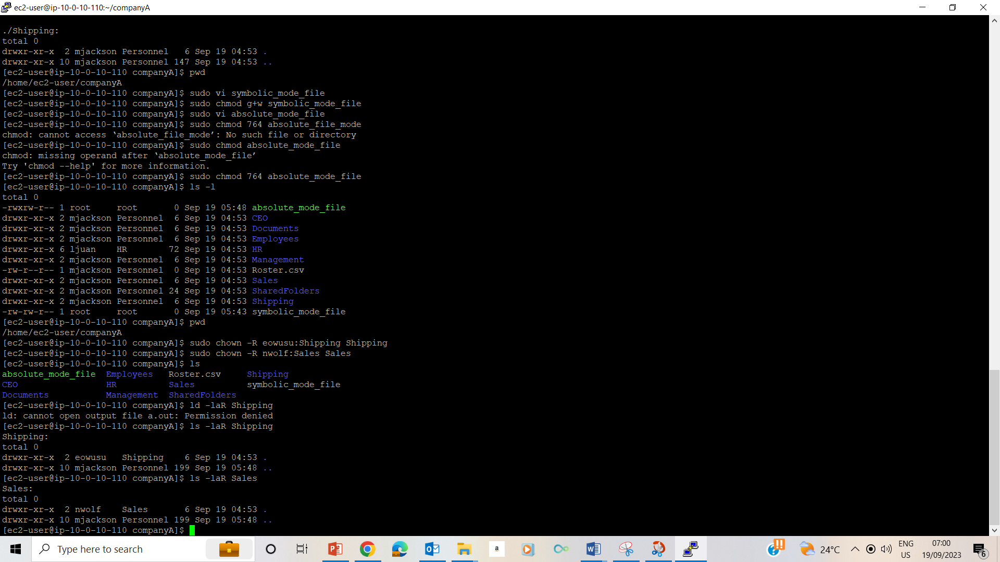 ec2-user@ip-10-0-10-110:~/companyA
./Shipping:
total 0
drwxr-xr-x  2 mjackson Personnel   6 Sep 19 04:53 .
drwxr-xr-x 10 mjackson Personnel 147 Sep 19 04:53 ..
[ec2-user@ip-10-0-10-110 companyA]$ pwd
/home/ec2-user/companyA
[ec2-user@ip-10-0-10-110 companyA]$ sudo vi symbolic_mode_file
[ec2-user@ip-10-0-10-110 companyA]$ sudo chmod g+w symbolic_mode_file
[ec2-user@ip-10-0-10-110 companyA]$ sudo vi absolute_mode_file
[ec2-user@ip-10-0-10-110 companyA]$ sudo chmod 764 absolute_file_mode
chmod: cannot access ‘absolute_file_mode’: No such file or directory
[ec2-user@ip-10-0-10-110 companyA]$ sudo chmod absolute_mode_file
chmod: missing operand after ‘absolute_mode_file’
Try 'chmod --help' for more information.
[ec2-user@ip-10-0-10-110 companyA]$ sudo chmod 764 absolute_mode_file
[ec2-user@ip-10-0-10-110 companyA]$ ls -l
total 0
-rwxrw-r-- 1 root     root       0 Sep 19 05:48 absolute_mode_file
drwxr-xr-x 2 mjackson Personnel  6 Sep 19 04:53 CEO
drwxr-xr-x 2 mjackson Personnel  6 Sep 19 04:53 Documents
drwxr-xr-x 2 mjackson Personnel  6 Sep 19 04:53 Employees
drwxr-xr-x 6 ljuan    HR        72 Sep 19 04:53 HR
drwxr-xr-x 2 mjackson Personnel  6 Sep 19 04:53 Management
-rw-r--r-- 1 mjackson Personnel  0 Sep 19 04:53 Roster.csv
drwxr-xr-x 2 mjackson Personnel  6 Sep 19 04:53 Sales
drwxr-xr-x 2 mjackson Personnel 24 Sep 19 04:53 SharedFolders
drwxr-xr-x 2 mjackson Personnel  6 Sep 19 04:53 Shipping
-rw-rw-r-- 1 root     root       0 Sep 19 05:43 symbolic_mode_file
[ec2-user@ip-10-0-10-110 companyA]$ pwd
/home/ec2-user/companyA
[ec2-user@ip-10-0-10-110 companyA]$ sudo chown -R eowusu:Shipping Shipping
[ec2-user@ip-10-0-10-110 companyA]$ sudo chown -R nwolf:Sales Sales
[ec2-user@ip-10-0-10-110 companyA]$ ls
absolute_mode_file  Employees   Roster.csv     Shipping
CEO                 HR          Sales          symbolic_mode_file
Documents           Management  SharedFolders
[ec2-user@ip-10-0-10-110 companyA]$ ld -laR Shipping
ld: cannot open output file a.out: Permission denied
[ec2-user@ip-10-0-10-110 companyA]$ ls -laR Shipping
Shipping:
total 0
drwxr-xr-x  2 eowusu   Shipping    6 Sep 19 04:53 .
drwxr-xr-x 10 mjackson Personnel 199 Sep 19 05:48 ..
[ec2-user@ip-10-0-10-110 companyA]$ ls -laR Sales
Sales:
total 0
drwxr-xr-x  2 nwolf    Sales       6 Sep 19 04:53 .
drwxr-xr-x 10 mjackson Personnel 199 Sep 19 05:48 ..
[ec2-user@ip-10-0-10-110 companyA]$
Type here to search
a
24°C
ENG
US
07:00
19/09/2023
6